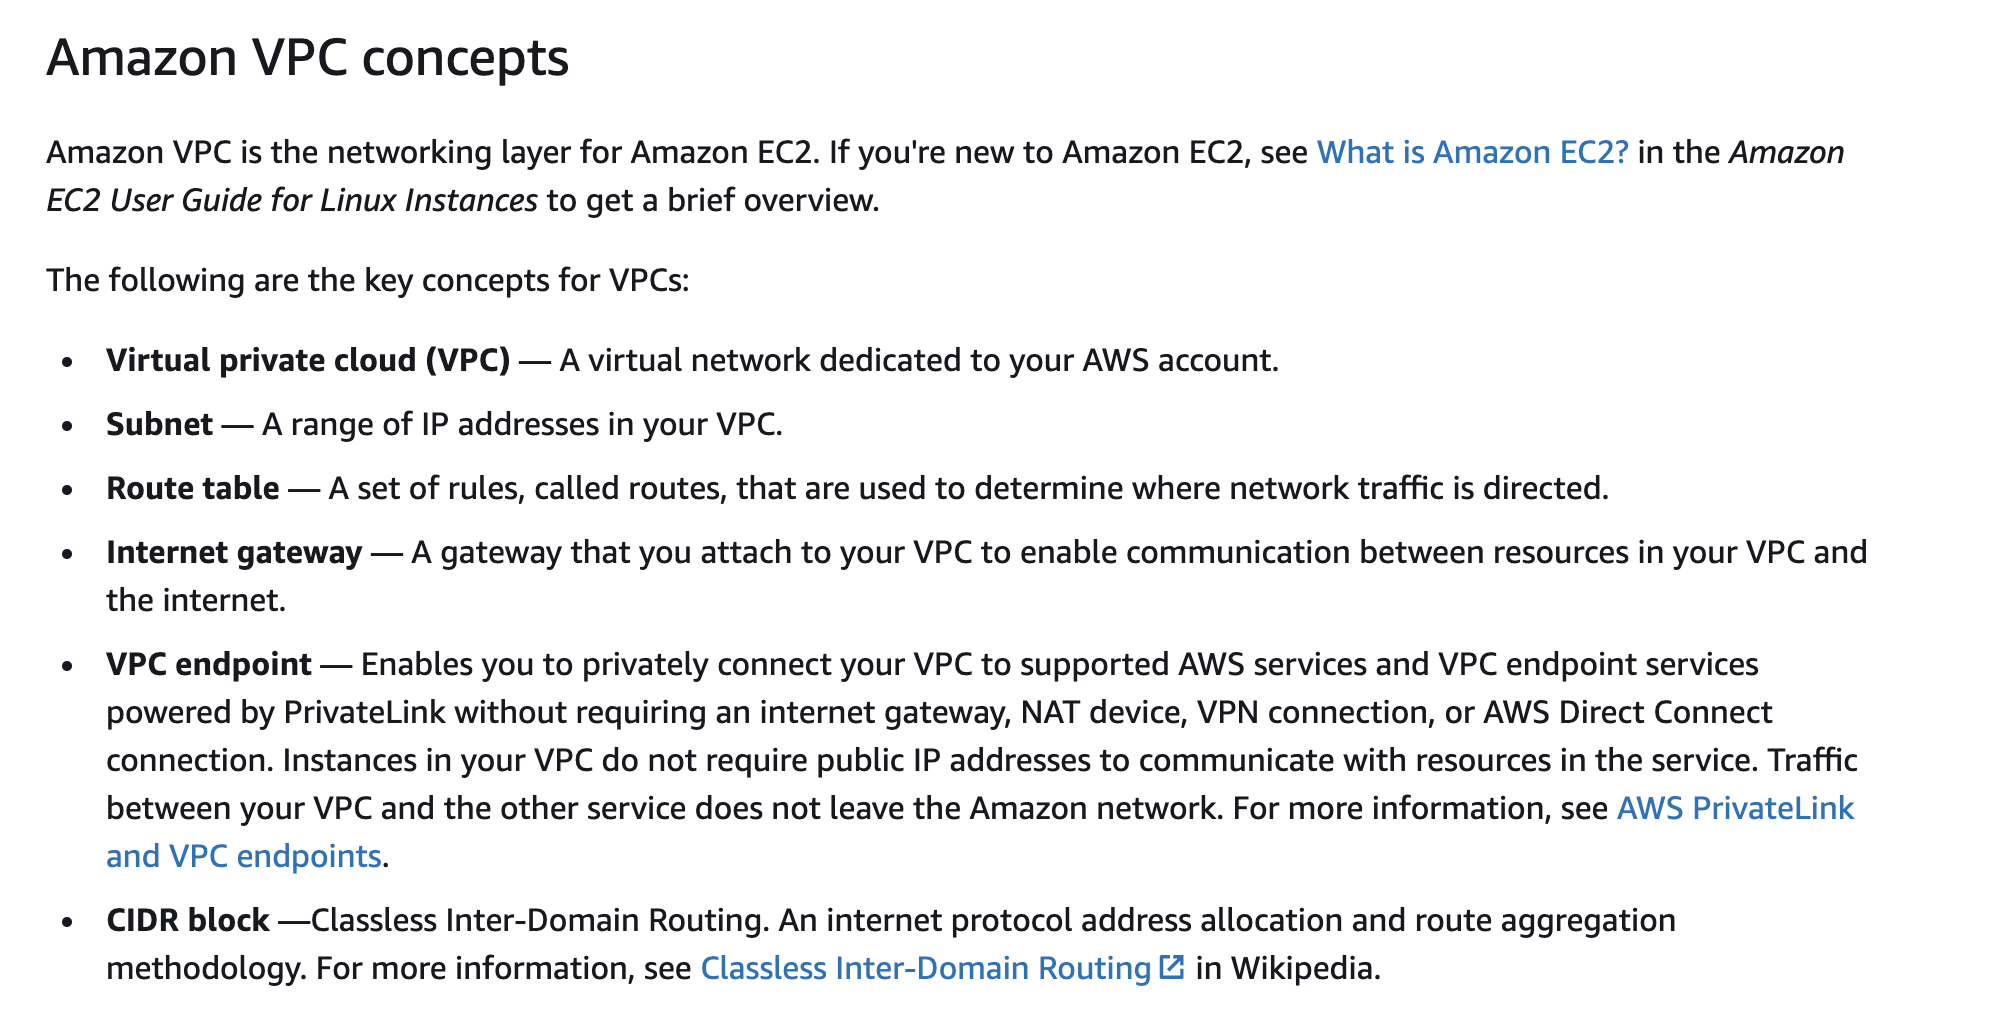 Amazon VPC concepts
Amazon VPC is the networking layer for Amazon EC2. If you're new to Amazon EC2, see What is Amazon EC2? in the Amazon
EC2 User Guide for Linux Instances to get a brief overview.
The following are the key concepts for VPCs:
• Virtual private cloud (VPC) — A virtual network dedicated to your AWS account.
• Subnet — A range of IP addresses in your VPC.
• Route table — A set of rules, called routes, that are used to determine where network traffic is directed.
• Internet gateway — A gateway that you attach to your VPC to enable communication between resources in your VPC and
the internet.
• VPC endpoint — Enables you to privately connect your VPC to supported AWS services and VPC endpoint services
powered by PrivateLink without requiring an internet gateway, NAT device, VPN connection, or AWS Direct Connect
connection. Instances in your VPC do not require public IP addresses to communicate with resources in the service. Traffic
between your VPC and the other service does not leave the Amazon network. For more information, see AWS PrivateLink
and VPC endpoints.
• CIDR block —Classless Inter-Domain Routing. An internet protocol address allocation and route aggregation
methodology. For more information, see Classless Inter-Domain Routing in Wikipedia.